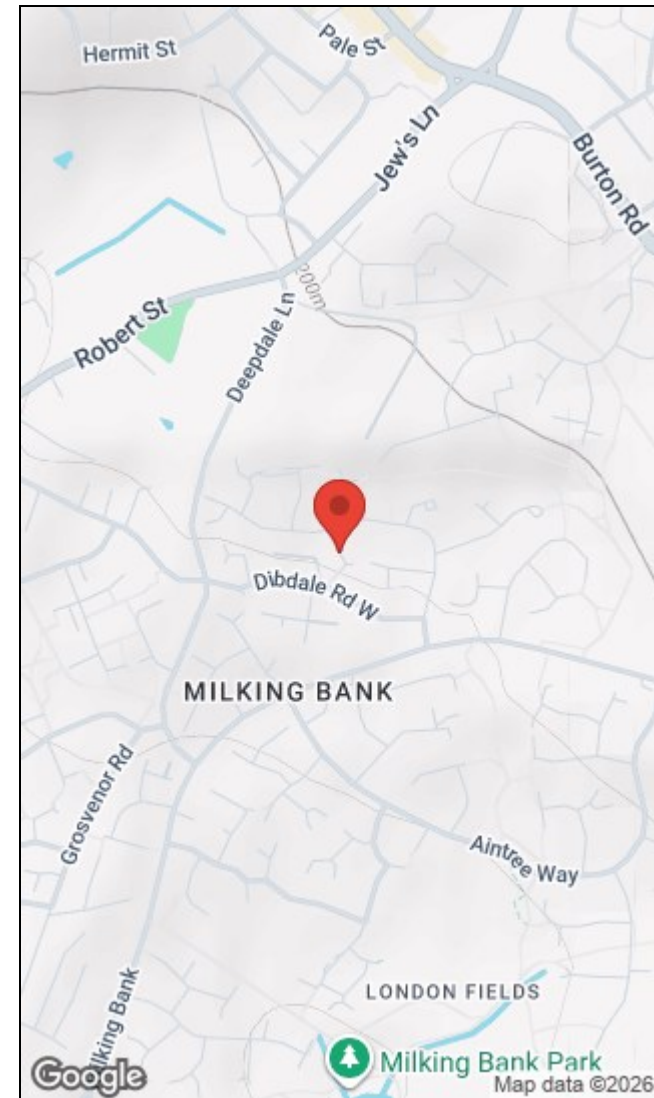 Hermit St
Pale St
Jew's Ln
Burton Rd
200m
Robert St
Deepdale Ln
Dibdale Rd W
MILKING BANK
Grosvenor Rd
Aintree Way
LONDON FIELDS
ilking Bank
Milking Bank Park
Google
Map data ©2026